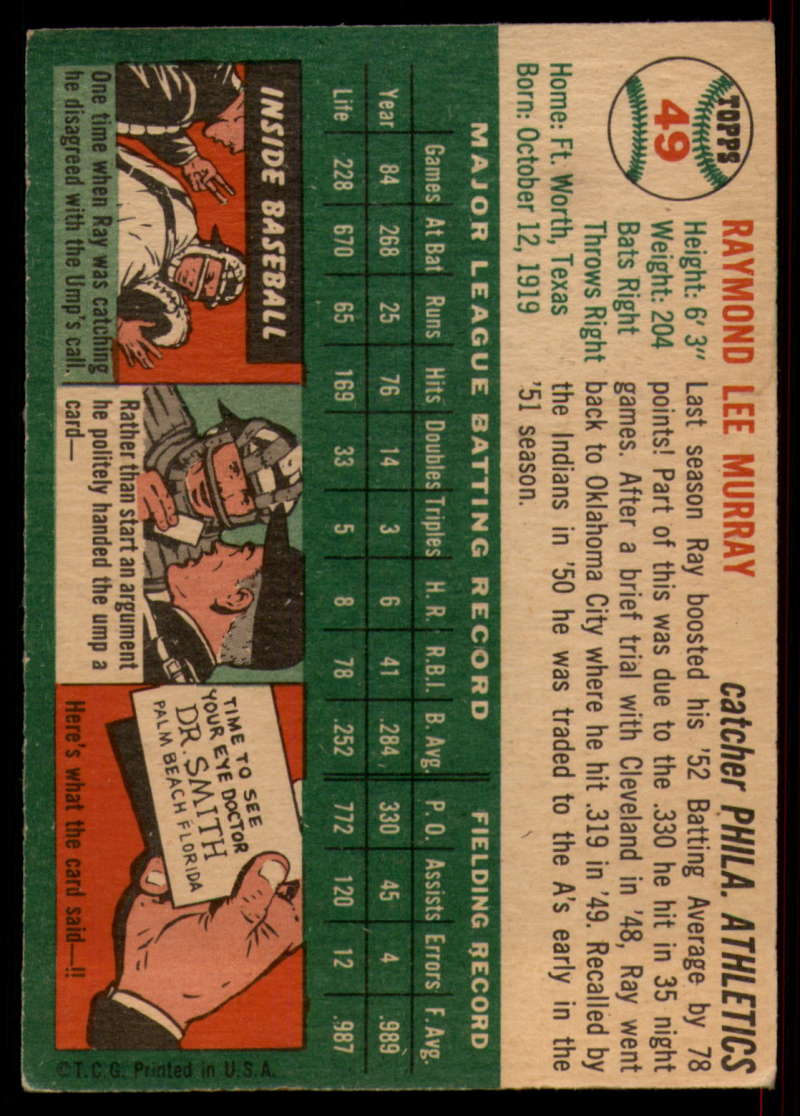 TOPPS
49
RAYMOND LEE MURRAY
catcher PHILA. ATHLETICS
Height: 6' 3"
Weight: 204
Bats Right
Throws Right
Home: Ft. Worth, Texas
Born: October 12, 1919
Last season Ray boosted his '52 Batting Average by 78
points! Part of this was due to the .330 he hit in 35 night
games. After a brief trial with Cleveland in '48, Ray went
back to Oklahoma City where he hit .319 in '49. Recalled by
the Indians in '50 he was traded to the A's early in the
'51 season.
MAJOR LEAGUE BATTING RECORD
FIELDING RECORD
Games At Bat Runs Hits Doubles Triples H. R. R.B.I. B. Avg. P. O. Assists Errors F. Avg.
Year 84 268 25 76 14 3 6 41 .284 330 45 4 .989
Life 228 670 65 169 33 5 8 78 .252 772 120 12 .987
INSIDE BASEBALL
One time when Ray was catching
he disagreed with the Ump's call.
Rather than start an argument
he politely handed the ump a
card—
TIME TO SEE
YOUR EYE DOCTOR
DR. SMITH
PALM BEACH FLORIDA
Here's what the card said—!!
©T.C.G. Printed in U.S.A.